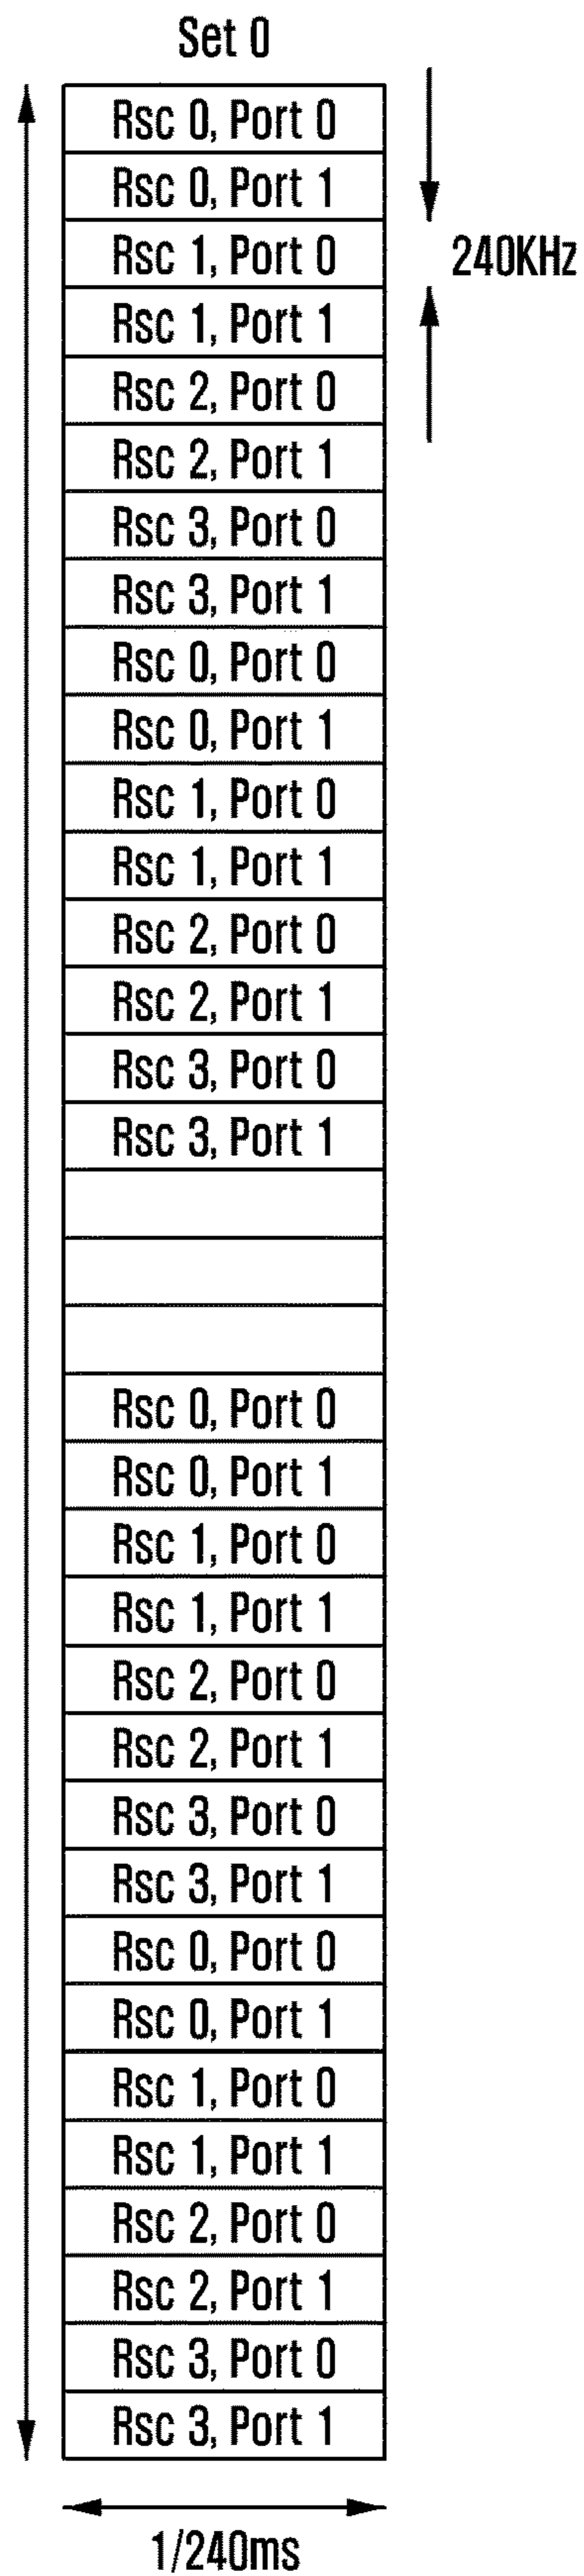 Set 0
Rsc 0, Port 0
Rsc 0, Port 1
Rsc 1, Port 0
240KHz
Rsc 1, Port 1
Rsc 2, Port 0
Rsc 2, Port 1
Rsc 3, Port 0
Rsc 3, Port 1
Rsc 0, Port 0
Rsc 0, Port 1
Rsc 1, Port 0
Rsc 1, Port 1
Rsc 2, Port 0
Rsc 2, Port 1
Rsc 3, Port 0
Rsc 3, Port 1
Rsc 0, Port 0
Rsc 0, Port 1
Rsc 1, Port 0
Rsc 1, Port 1
Rsc 2, Port 0
Rsc 2, Port 1
Rsc 3, Port 0
Rsc 3, Port 1
Rsc 0, Port 0
Rsc 0, Port 1
Rsc 1, Port 0
Rsc 1, Port 1
Rsc 2, Port 0
Rsc 2, Port 1
Rsc 3, Port 0
Rsc 3, Port 1
1/240ms